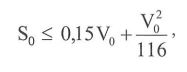 S₀ ≤ 0,15 V₀ + V₀²/116 ,